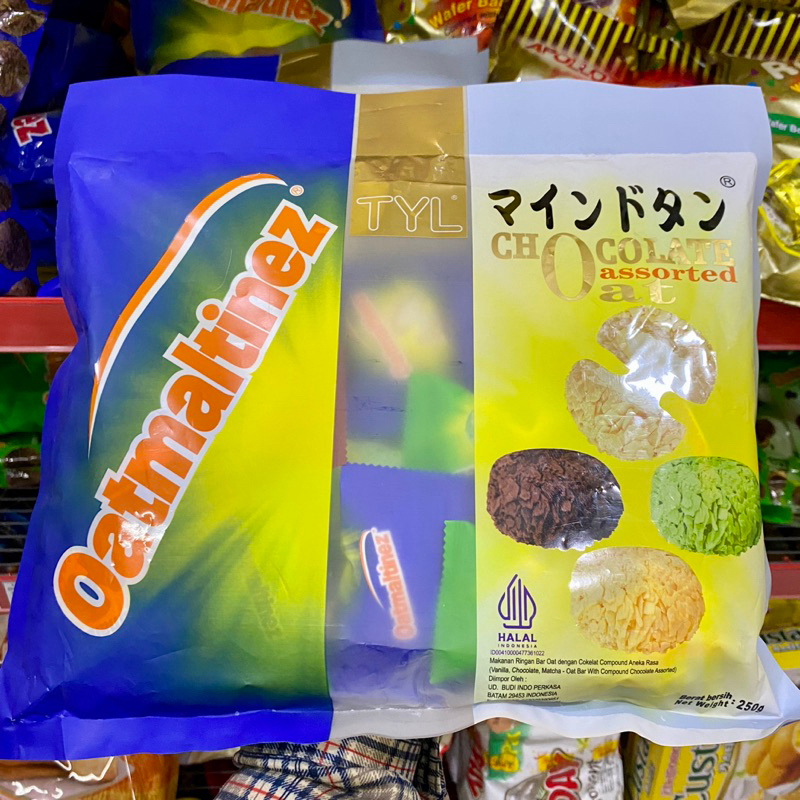 Oatmaltinez®
TYL®
マインドタン®
CHOCOLATE
assorted
Oat
Oatmaltinez
HALAL
INDONESIA
ID00410000477361022
Makanan Ringan Bar Oat dengan Cokelat Compound Aneka Rasa
(Vanilla, Chocolate, Matcha - Oat Bar With Compound Chocolate Assorted)
Diimpor Oleh :
UD. BUDI INDO PERKASA
BATAM 29453 INDONESIA
Berat bersih
Net Weight : 250g
Wafer
APOLLO